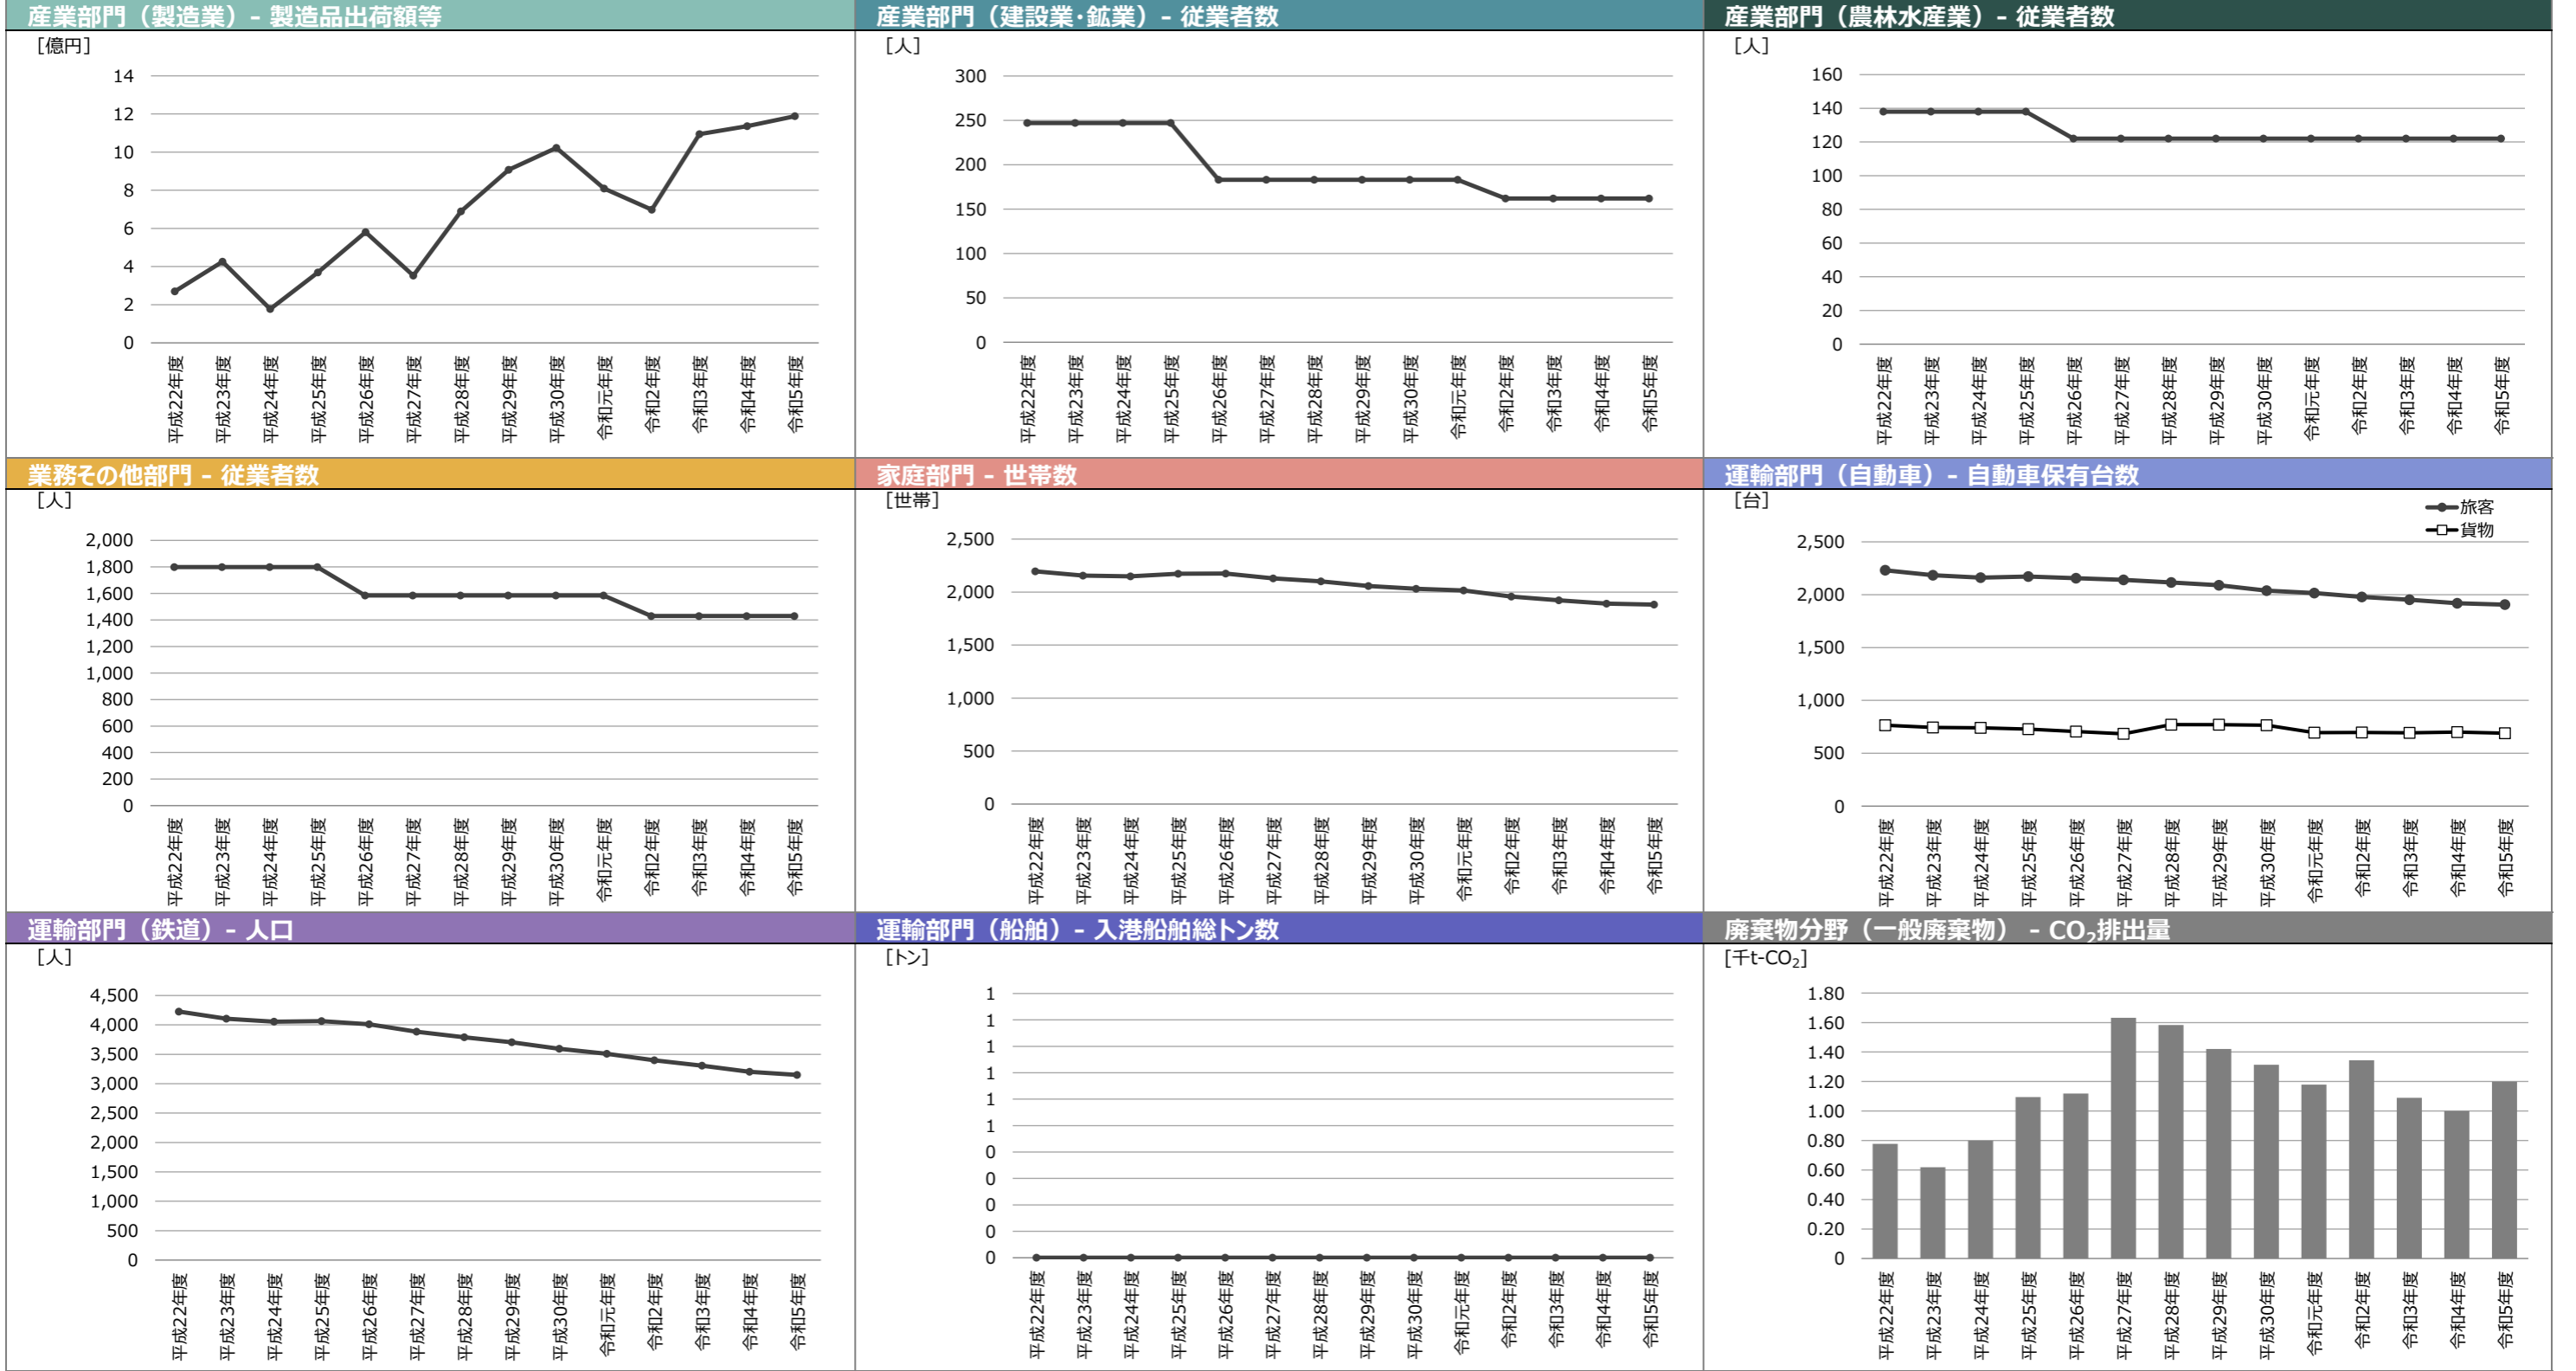 産業部門（製造業）- 製造品出荷額等
[億円]
14
12
10
8
6
4
2
0
平成22年度
平成23年度
平成24年度
平成25年度
平成26年度
平成27年度
平成28年度
平成29年度
平成30年度
令和元年度
令和2年度
令和3年度
令和4年度
令和5年度
産業部門（建設業･鉱業）- 従業者数
[人]
300
250
200
150
100
50
0
平成22年度
平成23年度
平成24年度
平成25年度
平成26年度
平成27年度
平成28年度
平成29年度
平成30年度
令和元年度
令和2年度
令和3年度
令和4年度
令和5年度
産業部門（農林水産業）- 従業者数
[人]
160
140
120
100
80
60
40
20
0
平成22年度
平成23年度
平成24年度
平成25年度
平成26年度
平成27年度
平成28年度
平成29年度
平成30年度
令和元年度
令和2年度
令和3年度
令和4年度
令和5年度
業務その他部門 - 従業者数
[人]
2,000
1,800
1,600
1,400
1,200
1,000
800
600
400
200
0
平成22年度
平成23年度
平成24年度
平成25年度
平成26年度
平成27年度
平成28年度
平成29年度
平成30年度
令和元年度
令和2年度
令和3年度
令和4年度
令和5年度
家庭部門 - 世帯数
[世帯]
2,500
2,000
1,500
1,000
500
0
平成22年度
平成23年度
平成24年度
平成25年度
平成26年度
平成27年度
平成28年度
平成29年度
平成30年度
令和元年度
令和2年度
令和3年度
令和4年度
令和5年度
運輸部門（自動車）- 自動車保有台数
[台]
旅客
貨物
2,500
2,000
1,500
1,000
500
0
平成22年度
平成23年度
平成24年度
平成25年度
平成26年度
平成27年度
平成28年度
平成29年度
平成30年度
令和元年度
令和2年度
令和3年度
令和4年度
令和5年度
運輸部門（鉄道）- 人口
[人]
4,500
4,000
3,500
3,000
2,500
2,000
1,500
1,000
500
0
平成22年度
平成23年度
平成24年度
平成25年度
平成26年度
平成27年度
平成28年度
平成29年度
平成30年度
令和元年度
令和2年度
令和3年度
令和4年度
令和5年度
運輸部門（船舶）- 入港船舶総トン数
[トン]
1
1
1
1
1
1
0
0
0
0
0
平成22年度
平成23年度
平成24年度
平成25年度
平成26年度
平成27年度
平成28年度
平成29年度
平成30年度
令和元年度
令和2年度
令和3年度
令和4年度
令和5年度
廃棄物分野（一般廃棄物） - CO₂排出量
[千t-CO₂]
1.80
1.60
1.40
1.20
1.00
0.80
0.60
0.40
0.20
0
平成22年度
平成23年度
平成24年度
平成25年度
平成26年度
平成27年度
平成28年度
平成29年度
平成30年度
令和元年度
令和2年度
令和3年度
令和4年度
令和5年度